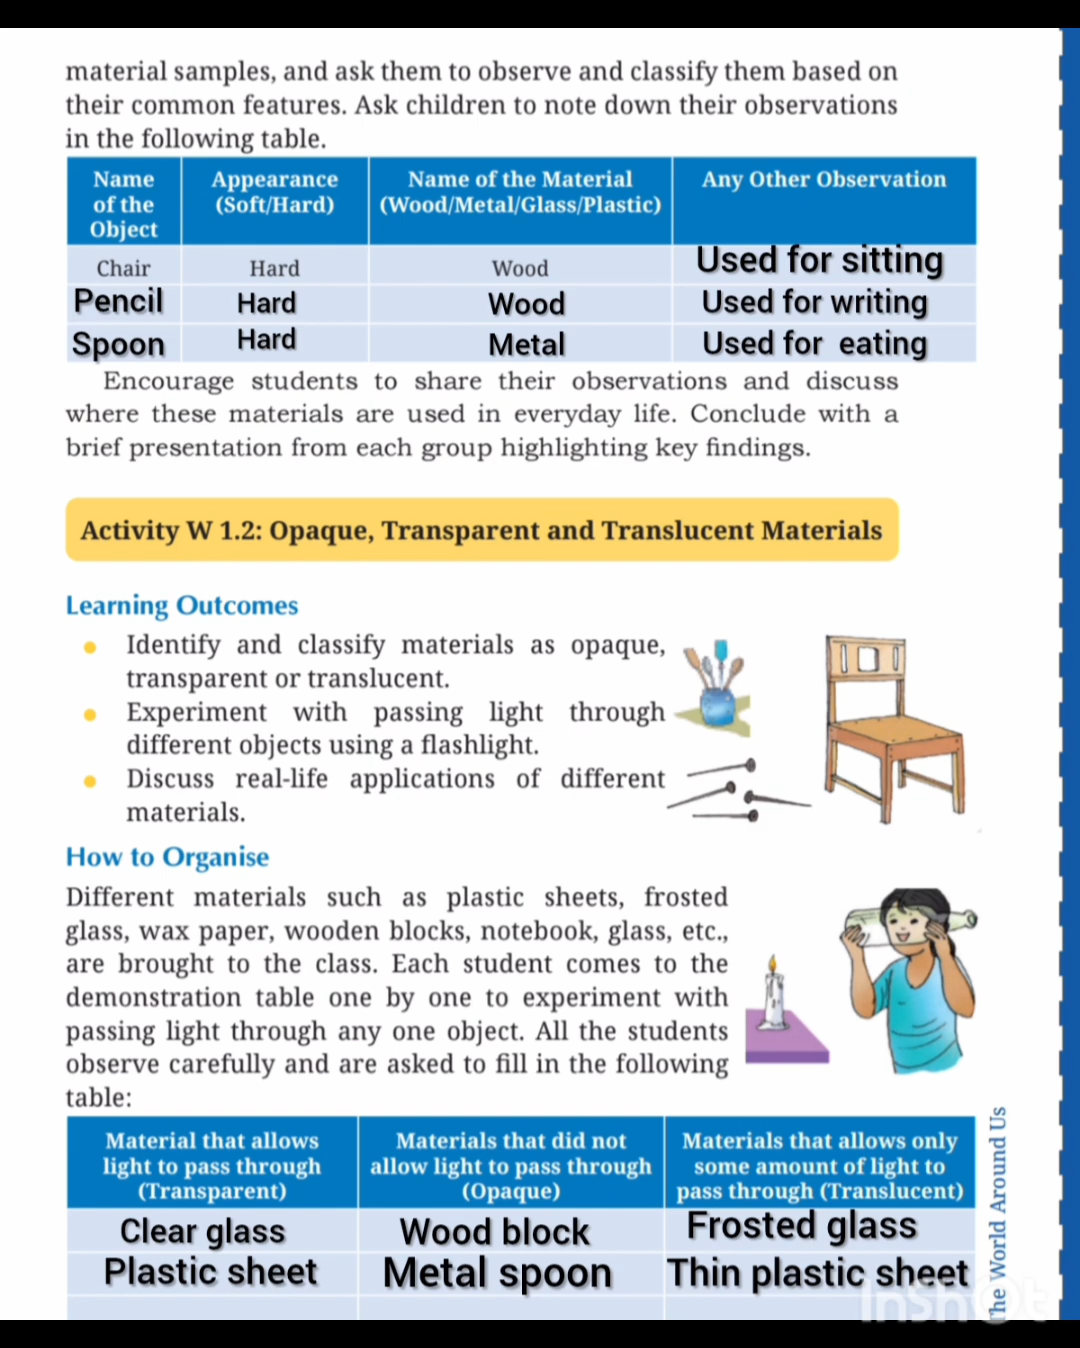 material samples, and ask them to observe and classify them based on
their common features. Ask children to note down their observations
in the following table.
Name of the Object | Appearance (Soft/Hard) | Name of the Material (Wood/Metal/Glass/Plastic) | Any Other Observation
Chair | Hard | Wood | Used for sitting
Pencil | Hard | Wood | Used for writing
Spoon | Hard | Metal | Used for eating
Encourage students to share their observations and discuss
where these materials are used in everyday life. Conclude with a
brief presentation from each group highlighting key findings.
Activity W 1.2: Opaque, Transparent and Translucent Materials
Learning Outcomes
Identify and classify materials as opaque,
transparent or translucent.
Experiment with passing light through
different objects using a flashlight.
Discuss real-life applications of different
materials.
How to Organise
Different materials such as plastic sheets, frosted
glass, wax paper, wooden blocks, notebook, glass, etc.,
are brought to the class. Each student comes to the
demonstration table one by one to experiment with
passing light through any one object. All the students
observe carefully and are asked to fill in the following
table:
Material that allows light to pass through (Transparent) | Materials that did not allow light to pass through (Opaque) | Materials that allows only some amount of light to pass through (Translucent)
Clear glass | Wood block | Frosted glass
Plastic sheet | Metal spoon | Thin plastic sheet
The World Around Us
InShot